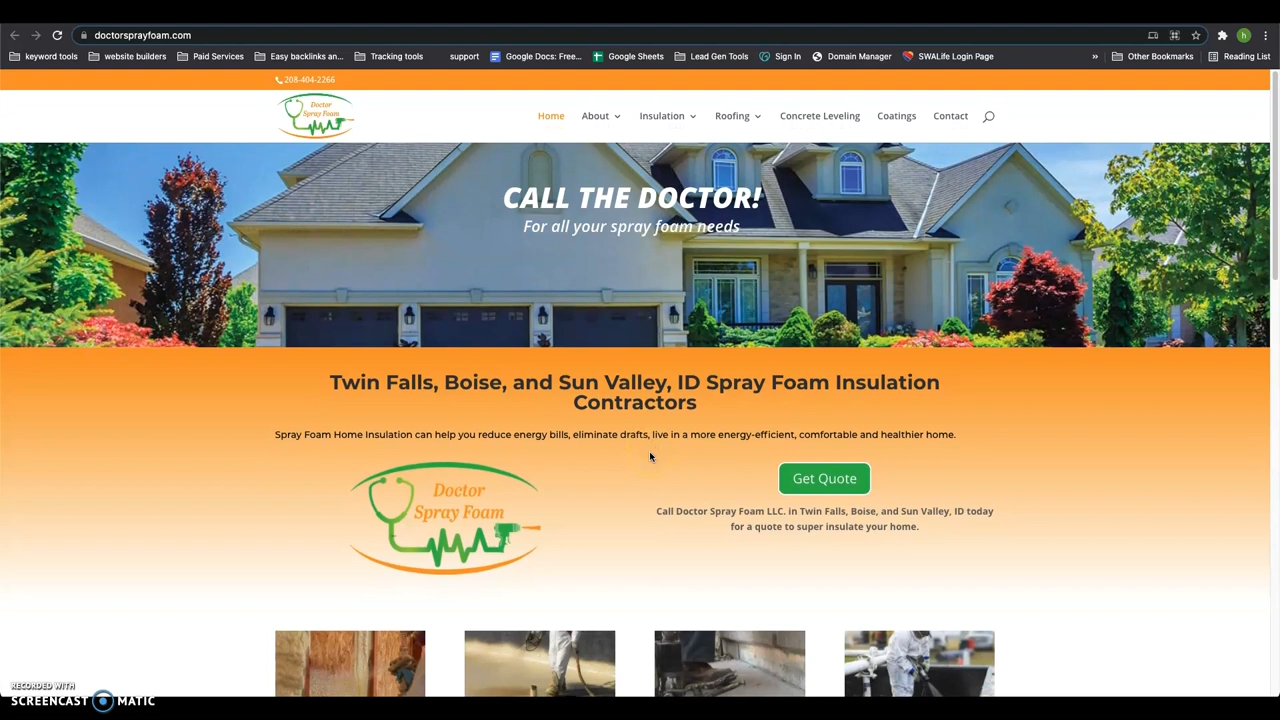 doctorsprayfoam.com
keyword tools
website builders
Paid Services
Easy backlinks an...
Tracking tools
support
Google Docs: Free...
Google Sheets
Lead Gen Tools
Sign In
Domain Manager
SWALife Login Page
»
Other Bookmarks
Reading List
h
208-404-2266
Doctor
Spray Foam
Home
About
Insulation
Roofing
Concrete Leveling
Coatings
Contact
CALL THE DOCTOR!
For all your spray foam needs
Twin Falls, Boise, and Sun Valley, ID Spray Foam Insulation
Contractors
Spray Foam Home Insulation can help you reduce energy bills, eliminate drafts, live in a more energy-efficient, comfortable and healthier home.
Doctor
Spray Foam
Get Quote
Call Doctor Spray Foam LLC. in Twin Falls, Boise, and Sun Valley, ID today
for a quote to super insulate your home.
RECORDED WITH
SCREENCAST MATIC